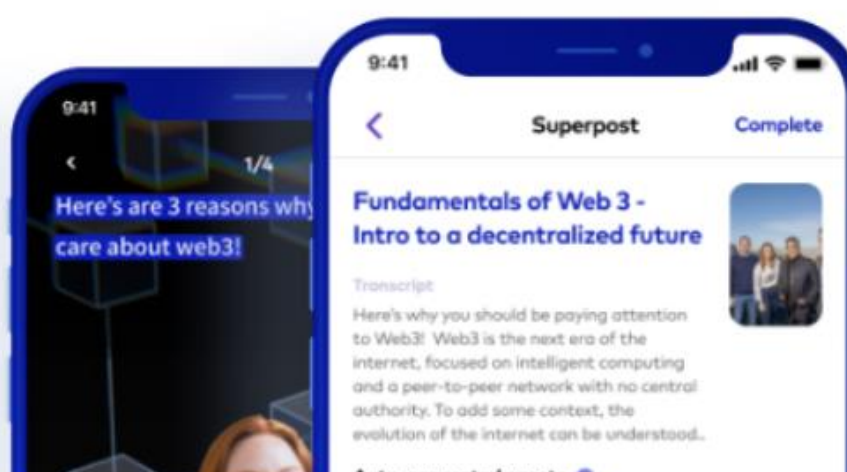 9:41
1/4
Here's are 3 reasons why
care about web3!
9:41
Superpost
Complete
Fundamentals of Web 3 -
Intro to a decentralized future
Transcript
Here's why you should be paying attention
to Web3! Web3 is the next era of the
internet, focused on intelligent computing
and a peer-to-peer network with no central
authority. To add some context, the
evolution of the internet can be understood..